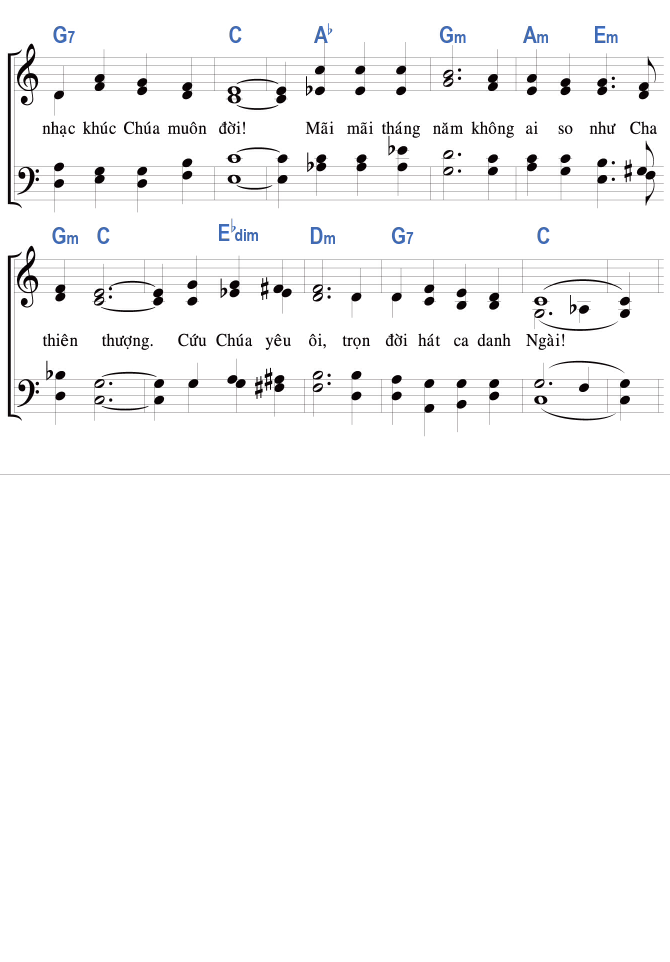 G7 C A♭ Gm Am Em
nhạc khúc Chúa muôn đời! Mãi mãi tháng năm không ai so như Cha
Gm C E♭dim Dm G7 C
thiên thượng. Cứu Chúa yêu ôi, trọn đời hát ca danh Ngài!